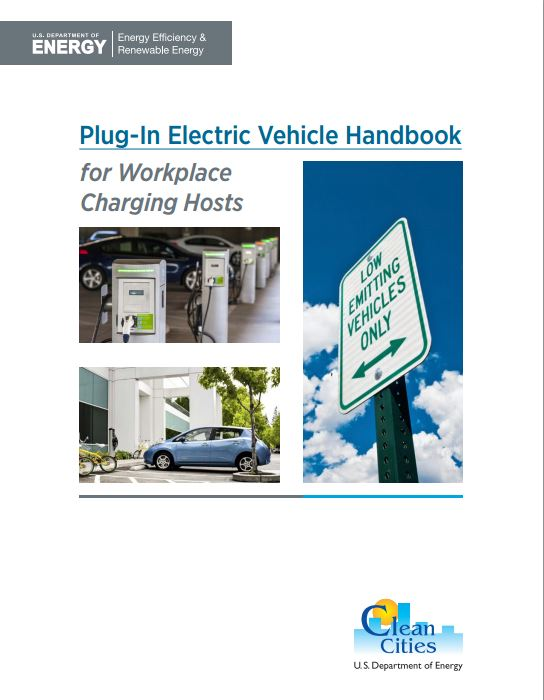 U.S. DEPARTMENT OF
ENERGY
Energy Efficiency &
Renewable Energy
Plug-In Electric Vehicle Handbook
for Workplace
Charging Hosts
LOW
EMITTING
VEHICLES
ONLY
Clean
Cities
U.S. Department of Energy